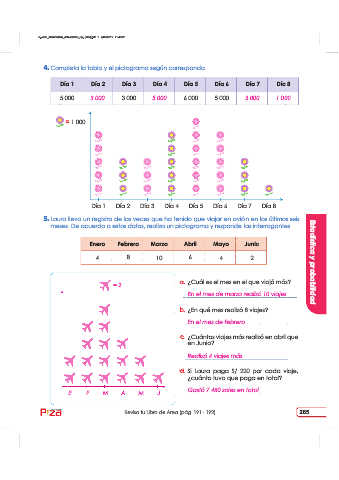 4. Completa la tabla y el pictograma según corresponda.
Día 1 Día 2 Día 3 Día 4 Día 5 Día 6 Día 7 Día 8
5 000 3 000 3 000 5 000 6 000 5 000 3 000 1 000
= 1 000
Día 1 Día 2 Día 3 Día 4 Día 5 Día 6 Día 7 Día 8
5. Laura lleva un registro de las veces que ha tenido que viajar en avión en los últimos seis
meses. De acuerdo a estos datos, realiza un pictograma y responde las interrogantes
Enero Febrero Marzo Abril Mayo Junio
4 8 10 6 4 2
= 2
E F M A M J
a. ¿Cuál es el mes en el que viajó más?
En el mes de marzo realizó 10 viajes
b. ¿En qué mes realizó 8 viajes?
En el mes de febrero
c. ¿Cuántos viajes más realizó en abril que
en Junio?
Realizó 4 viajes más
d. Si Laura paga S/ 220 por cada viaje,
¿cuánto tuvo que paga en total?
Gastó 7 480 soles en total
Estadística y probabilidad
Revisa tu Libro de Área (pág. 191 - 192)
265